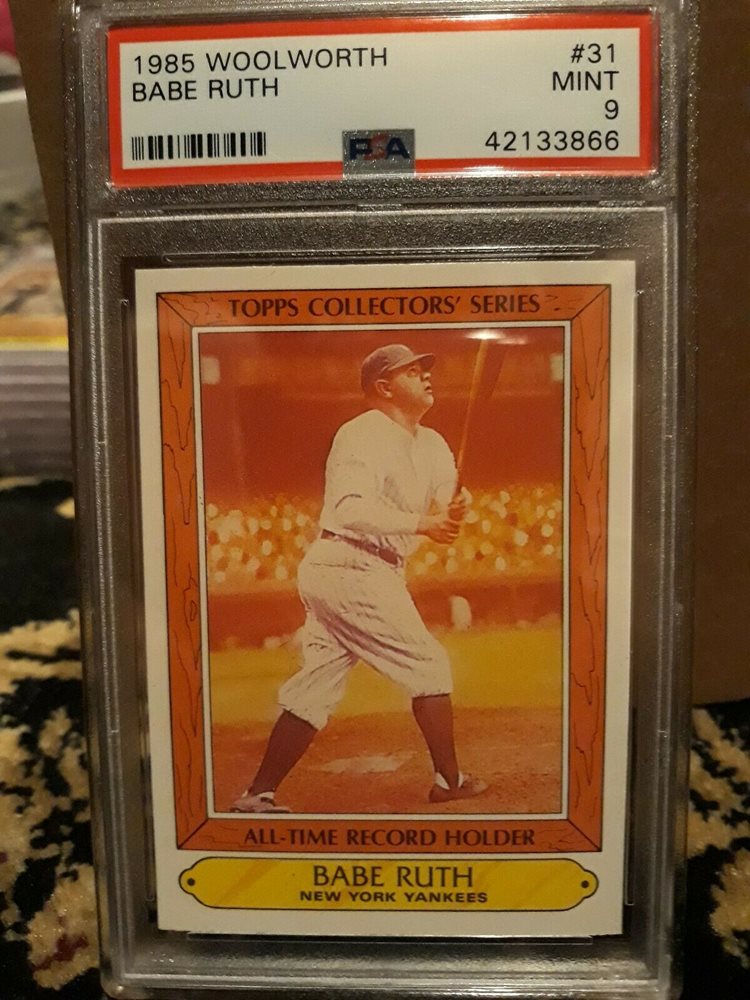 1985 WOOLWORTH #31
BABE RUTH MINT
9
PSA 42133866
TOPPS COLLECTORS' SERIES
ALL-TIME RECORD HOLDER
BABE RUTH
NEW YORK YANKEES